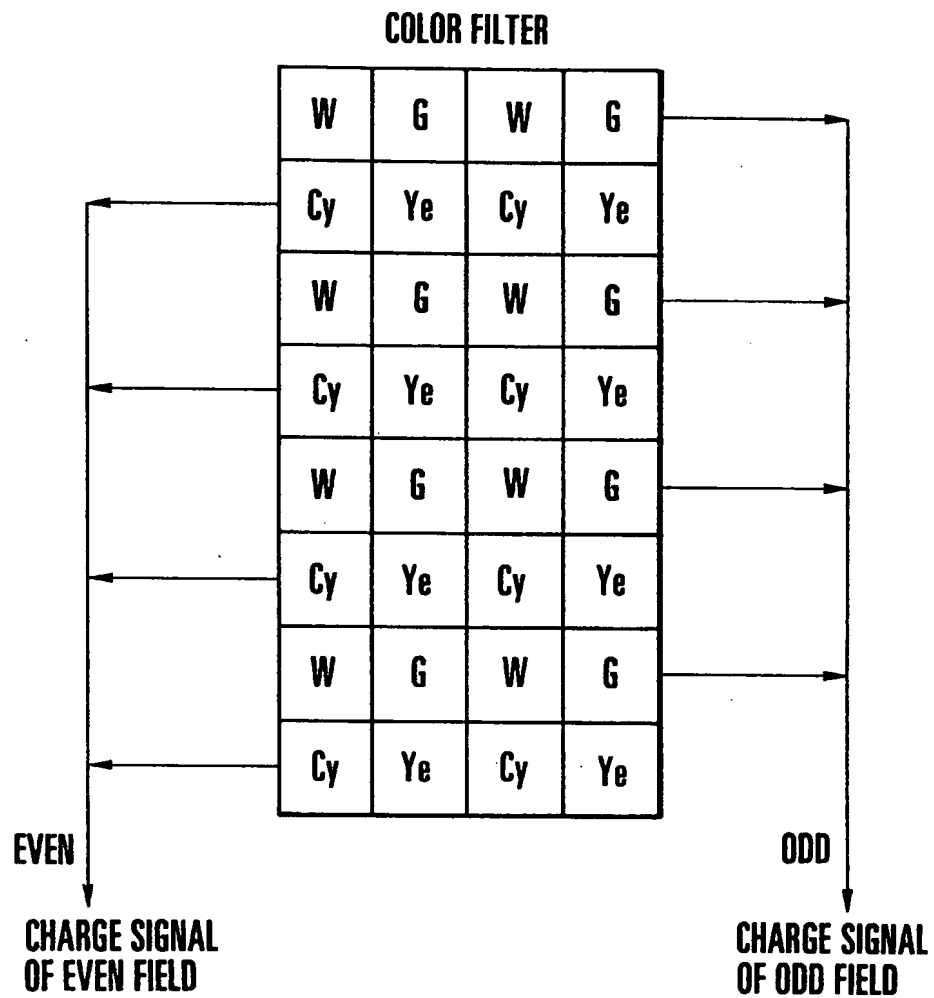 COLOR FILTER
W G W G
Cy Ye Cy Ye
W G W G
Cy Ye Cy Ye
W G W G
Cy Ye Cy Ye
W G W G
Cy Ye Cy Ye
EVEN
ODD
CHARGE SIGNAL
OF EVEN FIELD
CHARGE SIGNAL
OF ODD FIELD